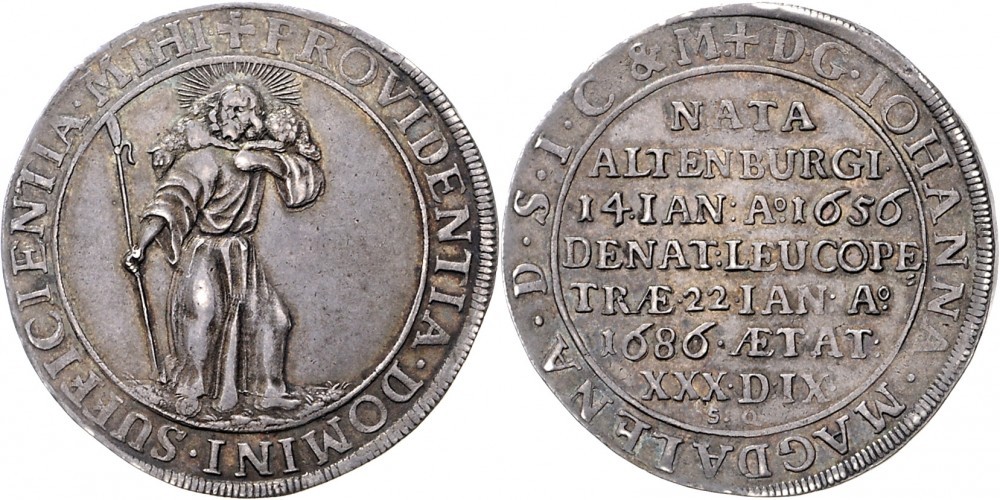 ✢ PROVIDENTIA · DOMINI · SUFFICIENTIA · MIHI
✢ D · G · IOHANNA · MAGDALENA · D · S · I · C & M
NATA
ALTENBURGI ·
14 · IAN : Aº 1656
DENAT : LEUCOPE
TRÆ · 22 · IAN · Aº
1686 · ÆTAT :
XXX · D · IX